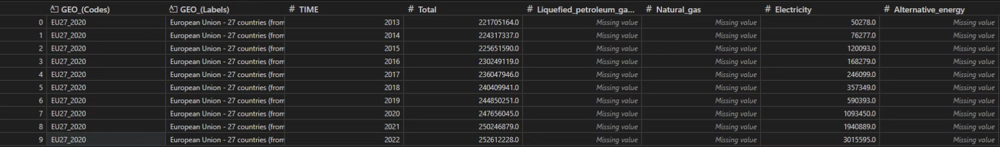 GEO_(Codes) GEO_(Labels) # TIME # Total # Liquefied_petroleum_ga... # Natural_gas # Electricity # Alternative_energy
0 EU27_2020 European Union - 27 countries (from 2013 221705164.0 Missing value Missing value 50278.0 Missing value
1 EU27_2020 European Union - 27 countries (from 2014 224317337.0 Missing value Missing value 76277.0 Missing value
2 EU27_2020 European Union - 27 countries (from 2015 225651590.0 Missing value Missing value 120093.0 Missing value
3 EU27_2020 European Union - 27 countries (from 2016 230249119.0 Missing value Missing value 168279.0 Missing value
4 EU27_2020 European Union - 27 countries (from 2017 236047946.0 Missing value Missing value 246099.0 Missing value
5 EU27_2020 European Union - 27 countries (from 2018 240409941.0 Missing value Missing value 357349.0 Missing value
6 EU27_2020 European Union - 27 countries (from 2019 244850251.0 Missing value Missing value 590393.0 Missing value
7 EU27_2020 European Union - 27 countries (from 2020 247656045.0 Missing value Missing value 1093450.0 Missing value
8 EU27_2020 European Union - 27 countries (from 2021 250246879.0 Missing value Missing value 1940889.0 Missing value
9 EU27_2020 European Union - 27 countries (from 2022 252612228.0 Missing value Missing value 3015595.0 Missing value